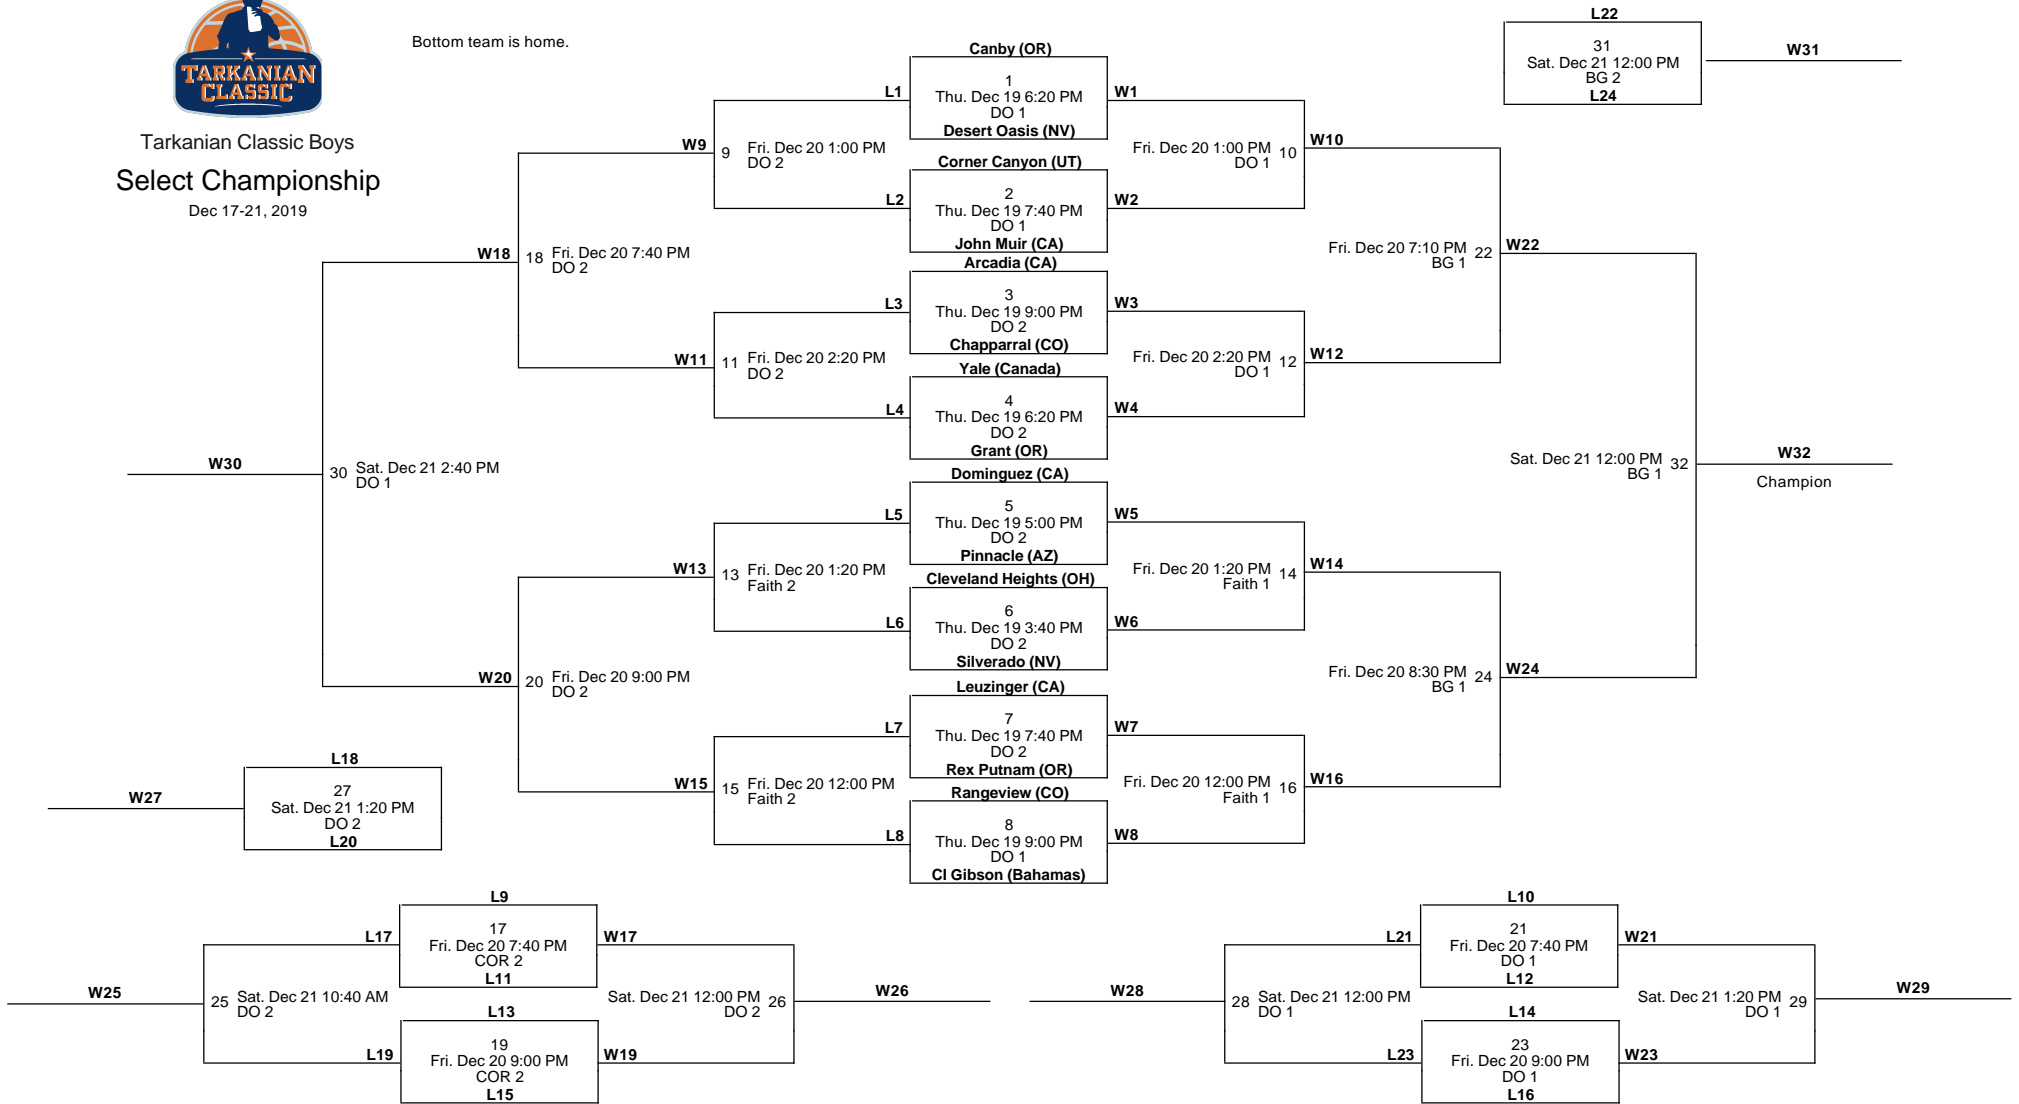 TARKANIAN
CLASSIC
Tarkanian Classic Boys
Select Championship
Dec 17-21, 2019
Bottom team is home.
Canby (OR)
1
Thu. Dec 19 6:20 PM
DO 1
Desert Oasis (NV)
Corner Canyon (UT)
2
Thu. Dec 19 7:40 PM
DO 1
John Muir (CA)
Arcadia (CA)
3
Thu. Dec 19 9:00 PM
DO 2
Chapparral (CO)
Yale (Canada)
4
Thu. Dec 19 6:20 PM
DO 2
Grant (OR)
Dominguez (CA)
5
Thu. Dec 19 5:00 PM
DO 2
Pinnacle (AZ)
Cleveland Heights (OH)
6
Thu. Dec 19 3:40 PM
DO 2
Silverado (NV)
Leuzinger (CA)
7
Thu. Dec 19 7:40 PM
DO 2
Rex Putnam (OR)
Rangeview (CO)
8
Thu. Dec 19 9:00 PM
DO 1
CI Gibson (Bahamas)
L1
L2
L3
L4
L5
L6
L7
L8
W9
9 Fri. Dec 20 1:00 PM
DO 2
W11
11 Fri. Dec 20 2:20 PM
DO 2
W13
13 Fri. Dec 20 1:20 PM
Faith 2
W15
15 Fri. Dec 20 12:00 PM
Faith 2
W18
18 Fri. Dec 20 7:40 PM
DO 2
W20
20 Fri. Dec 20 9:00 PM
DO 2
W30
30 Sat. Dec 21 2:40 PM
DO 1
W1
W2
W3
W4
W5
W6
W7
W8
Fri. Dec 20 1:00 PM 10
DO 1
W10
Fri. Dec 20 2:20 PM 12
DO 1
W12
Fri. Dec 20 1:20 PM 14
Faith 1
W14
Fri. Dec 20 12:00 PM 16
Faith 1
W16
Fri. Dec 20 7:10 PM 22
BG 1
W22
Fri. Dec 20 8:30 PM 24
BG 1
W24
Sat. Dec 21 12:00 PM 32
BG 1
W32
Champion
L22
31
Sat. Dec 21 12:00 PM
BG 2
L24
W31
L18
27
Sat. Dec 21 1:20 PM
DO 2
L20
W27
L9
17
Fri. Dec 20 7:40 PM
COR 2
L11
L17
W17
L13
19
Fri. Dec 20 9:00 PM
COR 2
L15
L19
W19
W25
25 Sat. Dec 21 10:40 AM
DO 2
Sat. Dec 21 12:00 PM 26
DO 2
W26
L10
21
Fri. Dec 20 7:40 PM
DO 1
L12
L21
W21
L14
23
Fri. Dec 20 9:00 PM
DO 1
L16
L23
W23
W28
28 Sat. Dec 21 12:00 PM
DO 1
Sat. Dec 21 1:20 PM 29
DO 1
W29